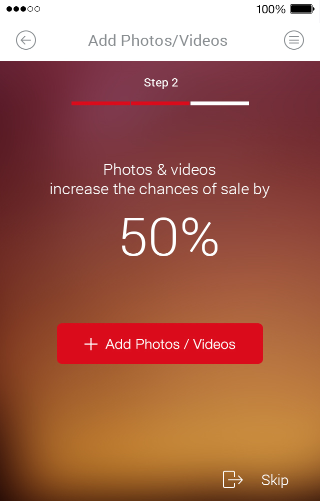 100%
Add Photos/Videos
Step 2
Photos & videos
increase the chances of sale by
50%
Add Photos / Videos
Skip